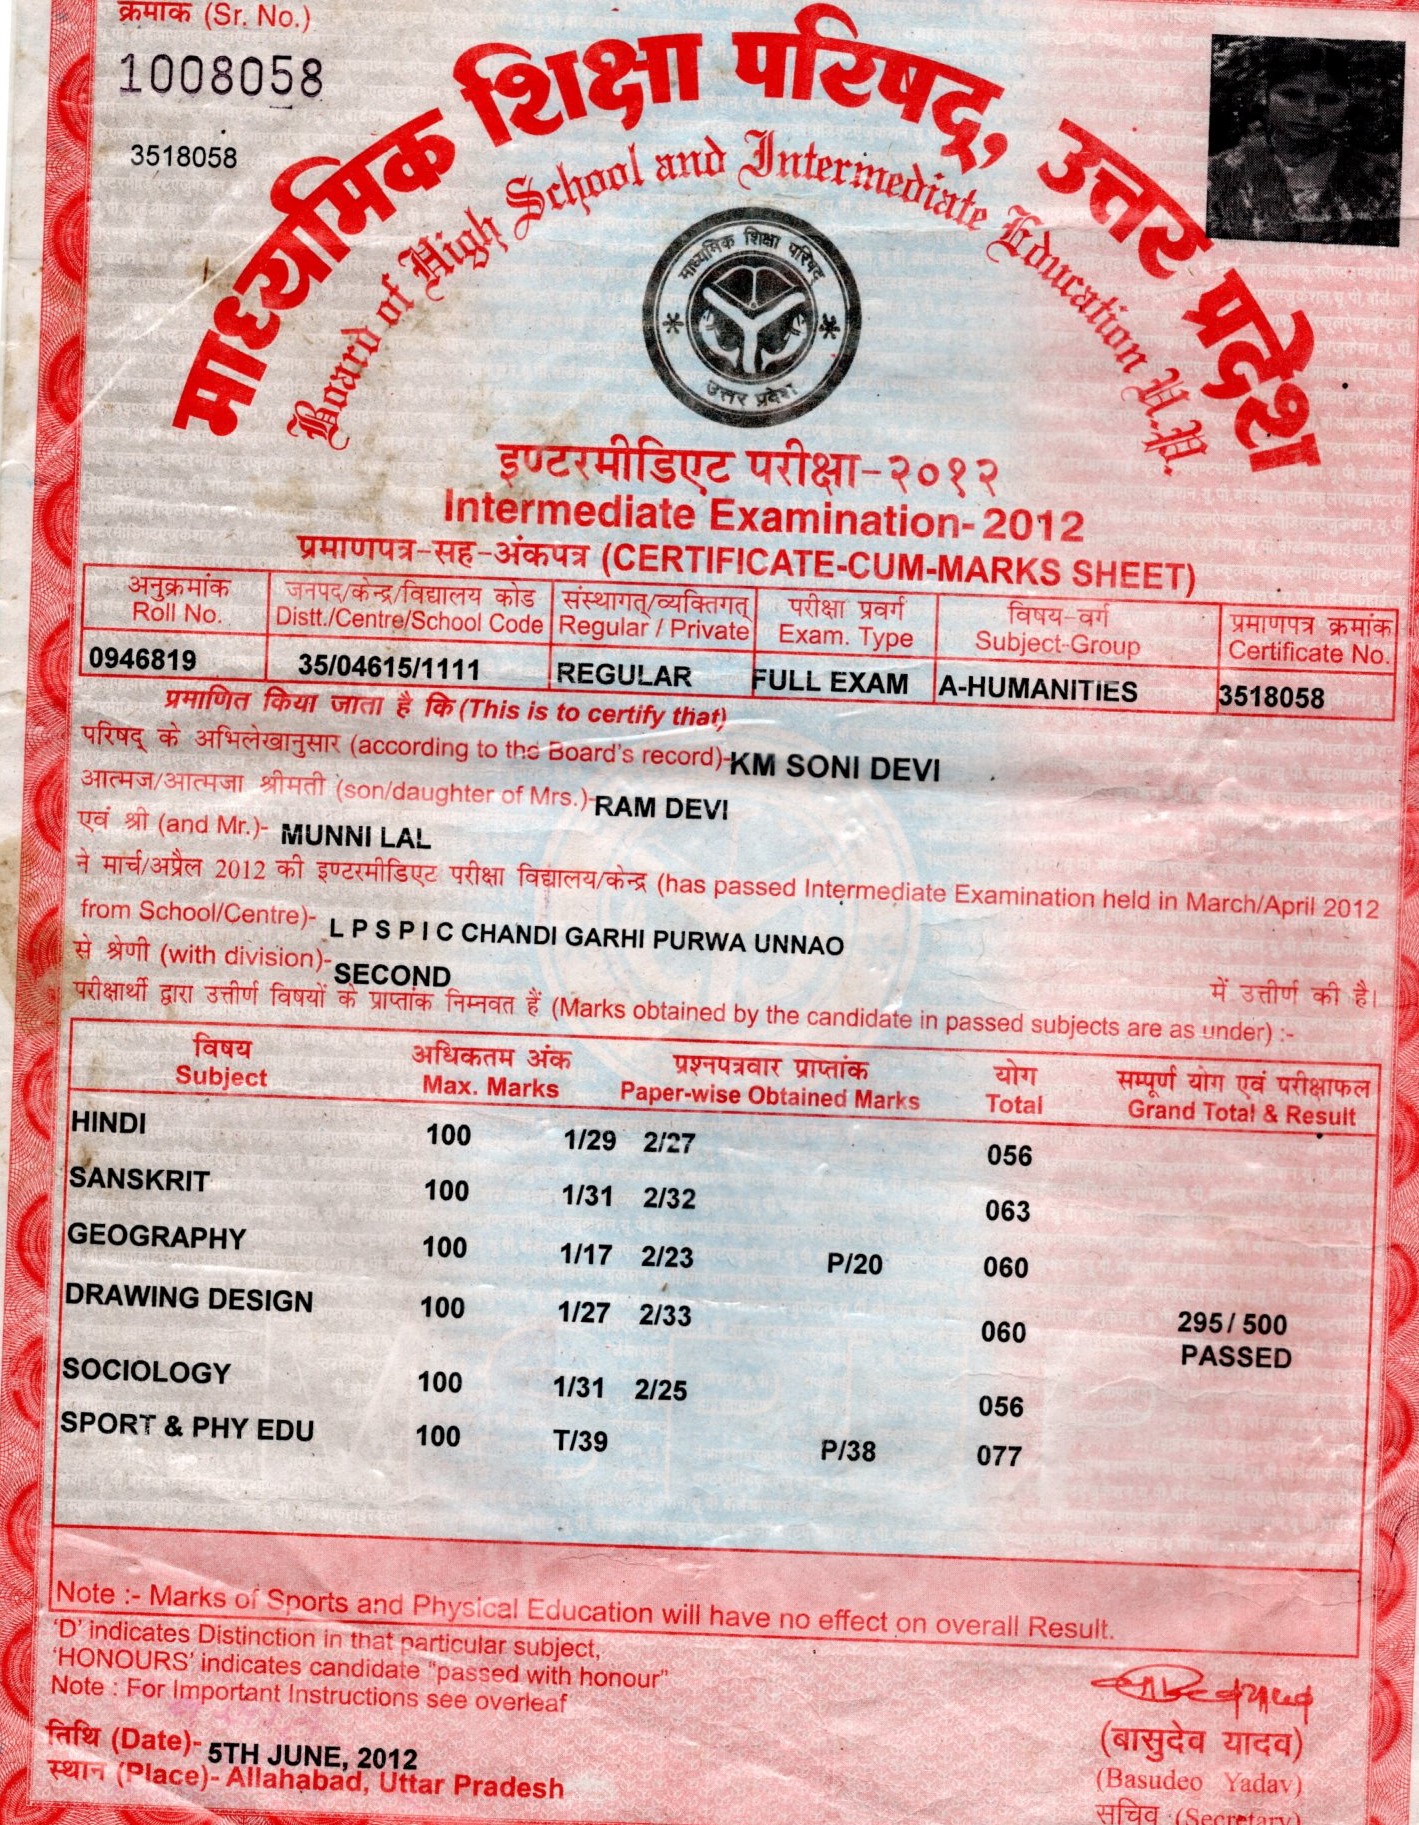 क्रमांक (Sr. No.)
1008058
3518058
माध्यमिक शिक्षा परिषद्, उत्तर प्रदेश
Board of High School and Intermediate Education U.P.
माध्यमिक शिक्षा परिषद्
उत्तर प्रदेश
इण्टरमीडिएट परीक्षा-२०१२
Intermediate Examination- 2012
प्रमाणपत्र-सह-अंकपत्र (CERTIFICATE-CUM-MARKS SHEET)
अनुक्रमांक जनपद/केन्द्र/विद्यालय कोड संस्थागत्/व्यक्तिगत् परीक्षा प्रवर्ग विषय-वर्ग प्रमाणपत्र क्रमांक
Roll No. Distt./Centre/School Code Regular / Private Exam. Type Subject-Group Certificate No.
0946819 35/04615/1111 REGULAR FULL EXAM A-HUMANITIES 3518058
प्रमाणित किया जाता है कि (This is to certify that)
परिषद् के अभिलेखानुसार (according to the Board's record)- KM SONI DEVI
आत्मज/आत्मजा श्रीमती (son/daughter of Mrs.)- RAM DEVI
एवं श्री (and Mr.)- MUNNI LAL
ने मार्च/अप्रैल 2012 की इण्टरमीडिएट परीक्षा विद्यालय/केन्द्र (has passed Intermediate Examination held in March/April 2012
from School/Centre)- L P S P I C CHANDI GARHI PURWA UNNAO
से श्रेणी (with division)- SECOND में उत्तीर्ण की है।
परीक्षार्थी द्वारा उत्तीर्ण विषयों के प्राप्तांक निम्नवत हैं (Marks obtained by the candidate in passed subjects are as under) :-
विषय अधिकतम अंक प्रश्नपत्रवार प्राप्तांक योग सम्पूर्ण योग एवं परीक्षाफल
Subject Max. Marks Paper-wise Obtained Marks Total Grand Total & Result
HINDI 100 1/29 2/27 056
SANSKRIT 100 1/31 2/32 063
GEOGRAPHY 100 1/17 2/23 P/20 060
DRAWING DESIGN 100 1/27 2/33 060 295 / 500
PASSED
SOCIOLOGY 100 1/31 2/25 056
SPORT & PHY EDU 100 T/39 P/38 077
Note :- Marks of Sports and Physical Education will have no effect on overall Result.
'D' indicates Distinction in that particular subject,
'HONOURS' indicates candidate "passed with honour"
Note : For Important Instructions see overleaf
तिथि (Date)- 5TH JUNE, 2012
स्थान (Place)- Allahabad, Uttar Pradesh
(बासुदेव यादव)
(Basudeo Yadav)
सचिव (Secretary)